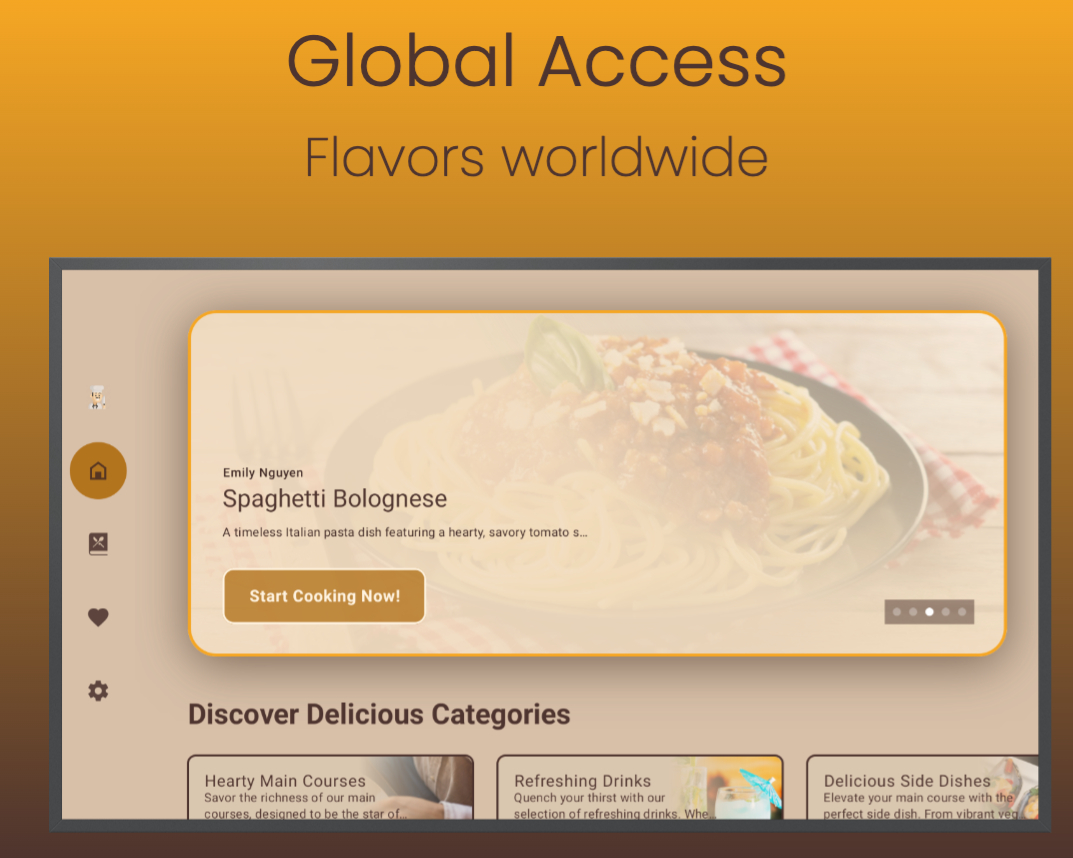 Global Access
Flavors worldwide
Emily Nguyen
Spaghetti Bolognese
A timeless Italian pasta dish featuring a hearty, savory tomato s...
Start Cooking Now!
Discover Delicious Categories
Hearty Main Courses
Savor the richness of our main
courses, designed to be the star of...
Refreshing Drinks
Quench your thirst with our
selection of refreshing drinks. Whe...
Delicious Side Dishes
Elevate your main course with the
perfect side dish. From vibrant veg...